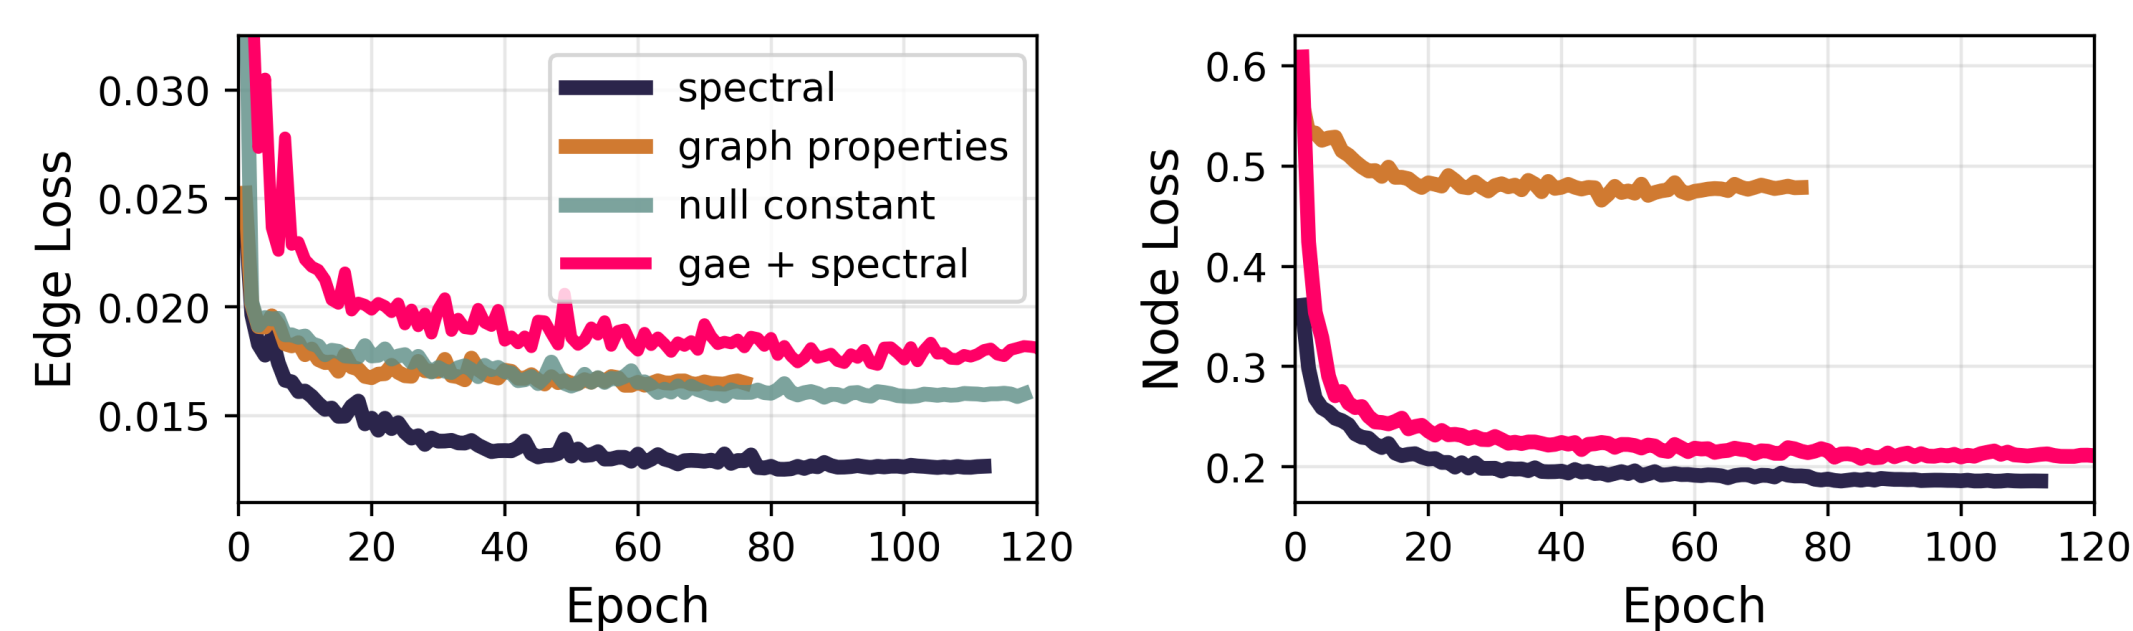 Edge Loss
0.030
0.025
0.020
0.015
0 20 40 60 80 100 120
Epoch
spectral
graph properties
null constant
gae + spectral
Node Loss
0.6
0.5
0.4
0.3
0.2
0 20 40 60 80 100 120
Epoch